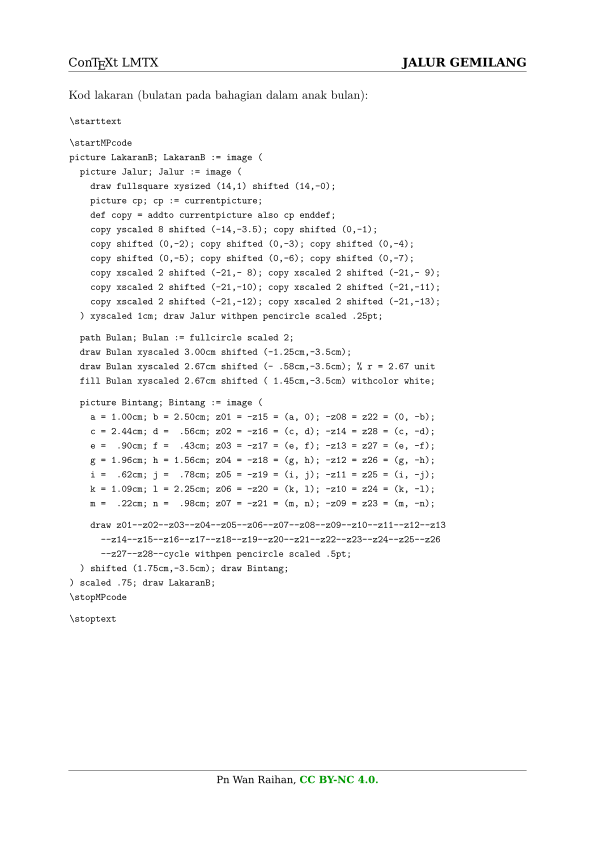 ConTEXt LMTX
JALUR GEMILANG
Kod lakaran (bulatan pada bahagian dalam anak bulan):
\starttext
\startMPcode
picture LakaranB; LakaranB := image (
picture Jalur; Jalur := image (
draw fullsquare xysized (14,1) shifted (14,-0);
picture cp; cp := currentpicture;
def copy = addto currentpicture also cp enddef;
copy yscaled 8 shifted (-14,-3.5); copy shifted (0,-1);
copy shifted (0,-2); copy shifted (0,-3); copy shifted (0,-4);
copy shifted (0,-5); copy shifted (0,-6); copy shifted (0,-7);
copy xscaled 2 shifted (-21,- 8); copy xscaled 2 shifted (-21,- 9);
copy xscaled 2 shifted (-21,-10); copy xscaled 2 shifted (-21,-11);
copy xscaled 2 shifted (-21,-12); copy xscaled 2 shifted (-21,-13);
) xyscaled 1cm; draw Jalur withpen pencircle scaled .25pt;
path Bulan; Bulan := fullcircle scaled 2;
draw Bulan xyscaled 3.00cm shifted (-1.25cm,-3.5cm);
draw Bulan xyscaled 2.67cm shifted (- .58cm,-3.5cm); % r = 2.67 unit
fill Bulan xyscaled 2.67cm shifted ( 1.45cm,-3.5cm) withcolor white;
picture Bintang; Bintang := image (
a = 1.00cm; b = 2.50cm; z01 = -z15 = (a, 0); -z08 = z22 = (0, -b);
c = 2.44cm; d =  .56cm; z02 = -z16 = (c, d); -z14 = z28 = (c, -d);
e =  .90cm; f =  .43cm; z03 = -z17 = (e, f); -z13 = z27 = (e, -f);
g = 1.96cm; h = 1.56cm; z04 = -z18 = (g, h); -z12 = z26 = (g, -h);
i =  .62cm; j =  .78cm; z05 = -z19 = (i, j); -z11 = z25 = (i, -j);
k = 1.09cm; l = 2.25cm; z06 = -z20 = (k, l); -z10 = z24 = (k, -l);
m =  .22cm; n =  .98cm; z07 = -z21 = (m, n); -z09 = z23 = (m, -n);
draw z01--z02--z03--z04--z05--z06--z07--z08--z09--z10--z11--z12--z13
--z14--z15--z16--z17--z18--z19--z20--z21--z22--z23--z24--z25--z26
--z27--z28--cycle withpen pencircle scaled .5pt;
) shifted (1.75cm,-3.5cm); draw Bintang;
) scaled .75; draw LakaranB;
\stopMPcode
\stoptext
Pn Wan Raihan, CC BY-NC 4.0.